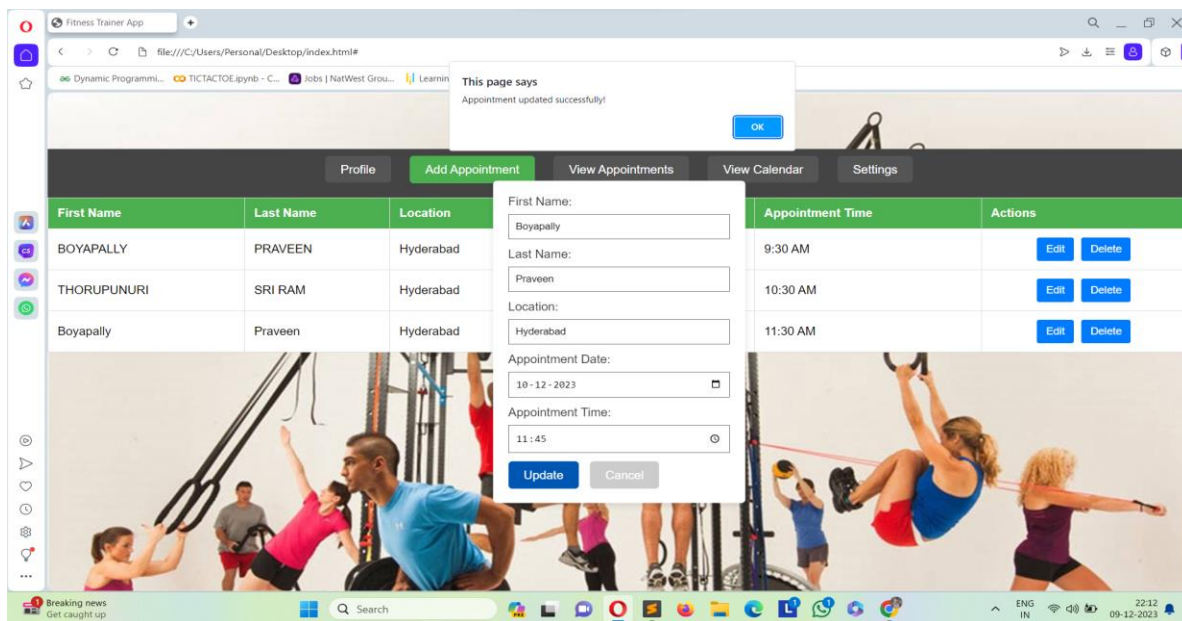 Fitness Trainer App
file:///C:/Users/Personal/Desktop/index.html#
Dynamic Programmi... TICTACTOE.ipynb - C... Jobs | NatWest Grou... Learnin
This page says
Appointment updated successfully!
OK
Profile Add Appointment View Appointments View Calendar Settings
First Name Last Name Location Appointment Time Actions
BOYAPALLY PRAVEEN Hyderabad 9:30 AM Edit Delete
THORUPUNURI SRI RAM Hyderabad 10:30 AM Edit Delete
Boyapally Praveen Hyderabad 11:30 AM Edit Delete
First Name:
Boyapally
Last Name:
Praveen
Location:
Hyderabad
Appointment Date:
10-12-2023
Appointment Time:
11:45
Update Cancel
1 Breaking news
Get caught up
Search
ENG
IN
22:12
09-12-2023